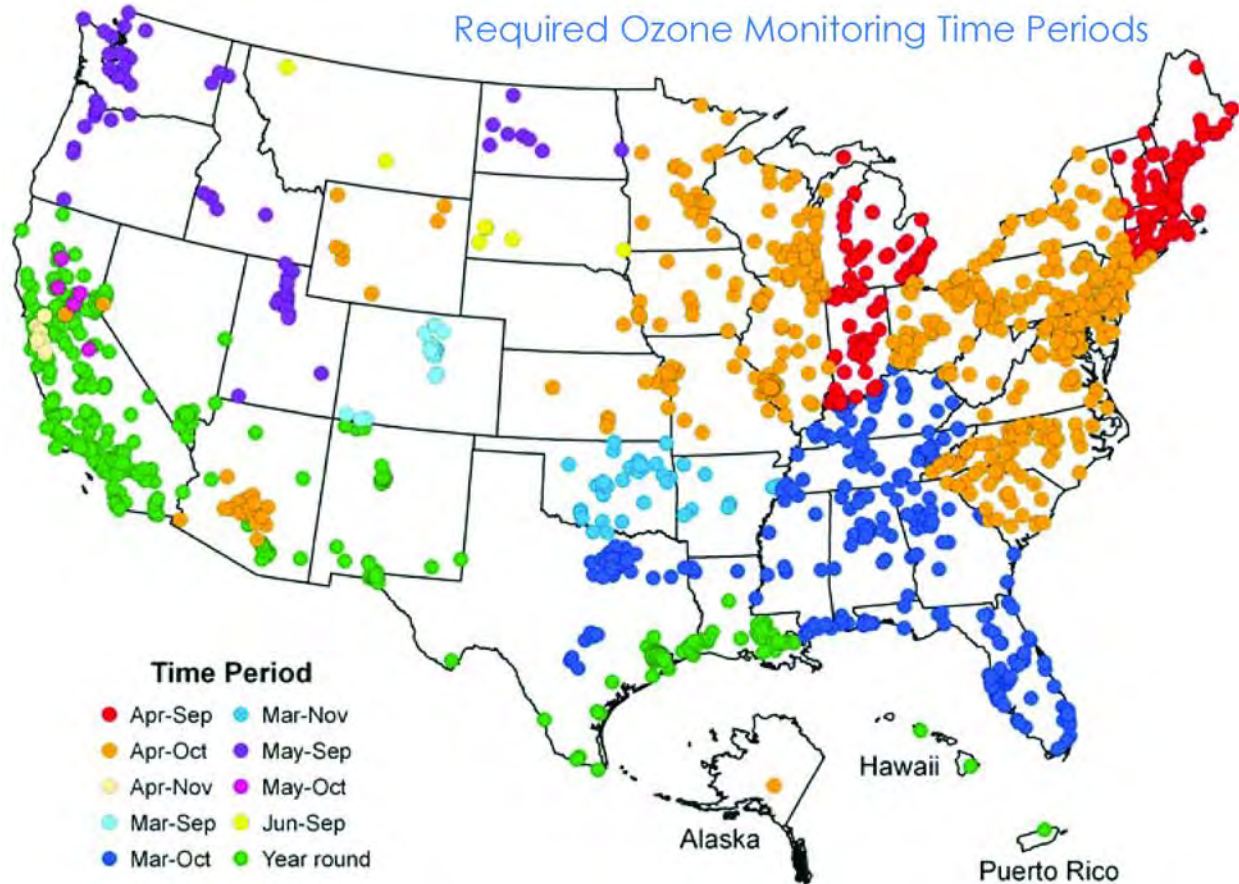 Required Ozone Monitoring Time Periods
Time Period
Apr-Sep
Mar-Nov
Apr-Oct
May-Sep
Apr-Nov
May-Oct
Mar-Sep
Jun-Sep
Mar-Oct
Year round
Alaska
Hawaii
Puerto Rico